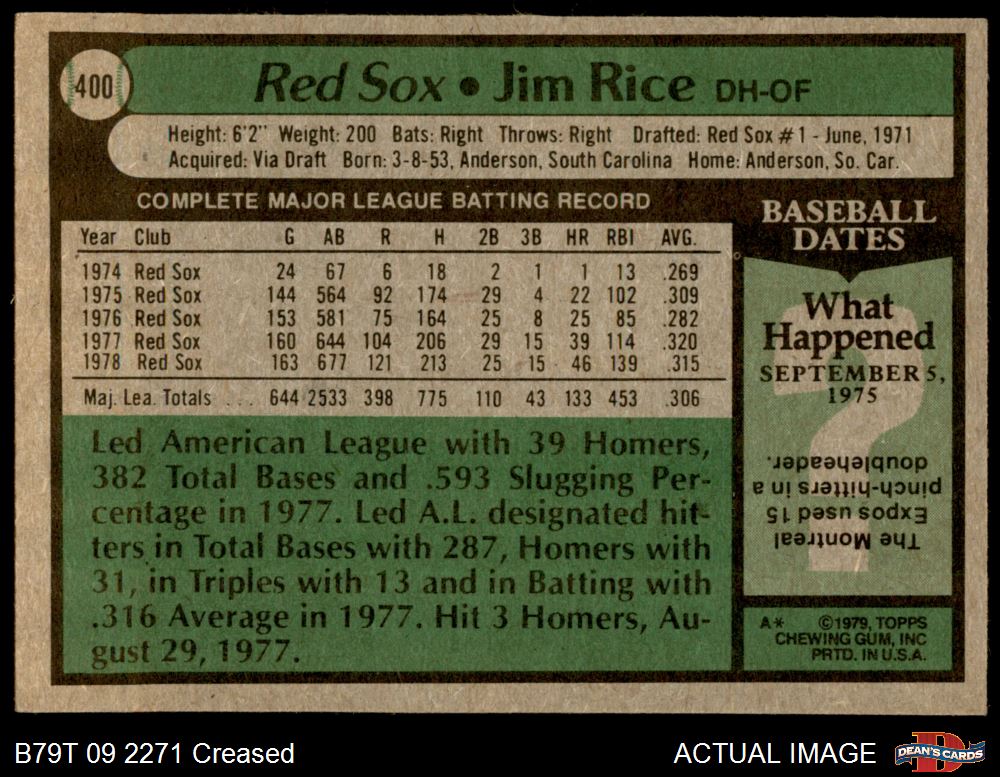 400
Red Sox • Jim Rice DH-OF
Height: 6'2" Weight: 200 Bats: Right Throws: Right Drafted: Red Sox #1 - June, 1971
Acquired: Via Draft Born: 3-8-53, Anderson, South Carolina Home: Anderson, So. Car.
COMPLETE MAJOR LEAGUE BATTING RECORD
Year Club G AB R H 2B 3B HR RBI AVG.
1974 Red Sox 24 67 6 18 2 1 1 13 .269
1975 Red Sox 144 564 92 174 29 4 22 102 .309
1976 Red Sox 153 581 75 164 25 8 25 85 .282
1977 Red Sox 160 644 104 206 29 15 39 114 .320
1978 Red Sox 163 677 121 213 25 15 46 139 .315
Maj. Lea. Totals . . . 644 2533 398 775 110 43 133 453 .306
Led American League with 39 Homers,
382 Total Bases and .593 Slugging Per-
centage in 1977. Led A.L. designated hit-
ters in Total Bases with 287, Homers with
31, in Triples with 13 and in Batting with
.316 Average in 1977. Hit 3 Homers, Au-
gust 29, 1977.
BASEBALL
DATES
What
Happened
SEPTEMBER 5,
1975
?
The Montreal
Expos used 15
pinch-hitters in a
doubleheader.
A* ©1979, TOPPS
CHEWING GUM, INC
PRTD. IN U.S.A.
B79T 09 2271 Creased
ACTUAL IMAGE
DEAN'S CARDS